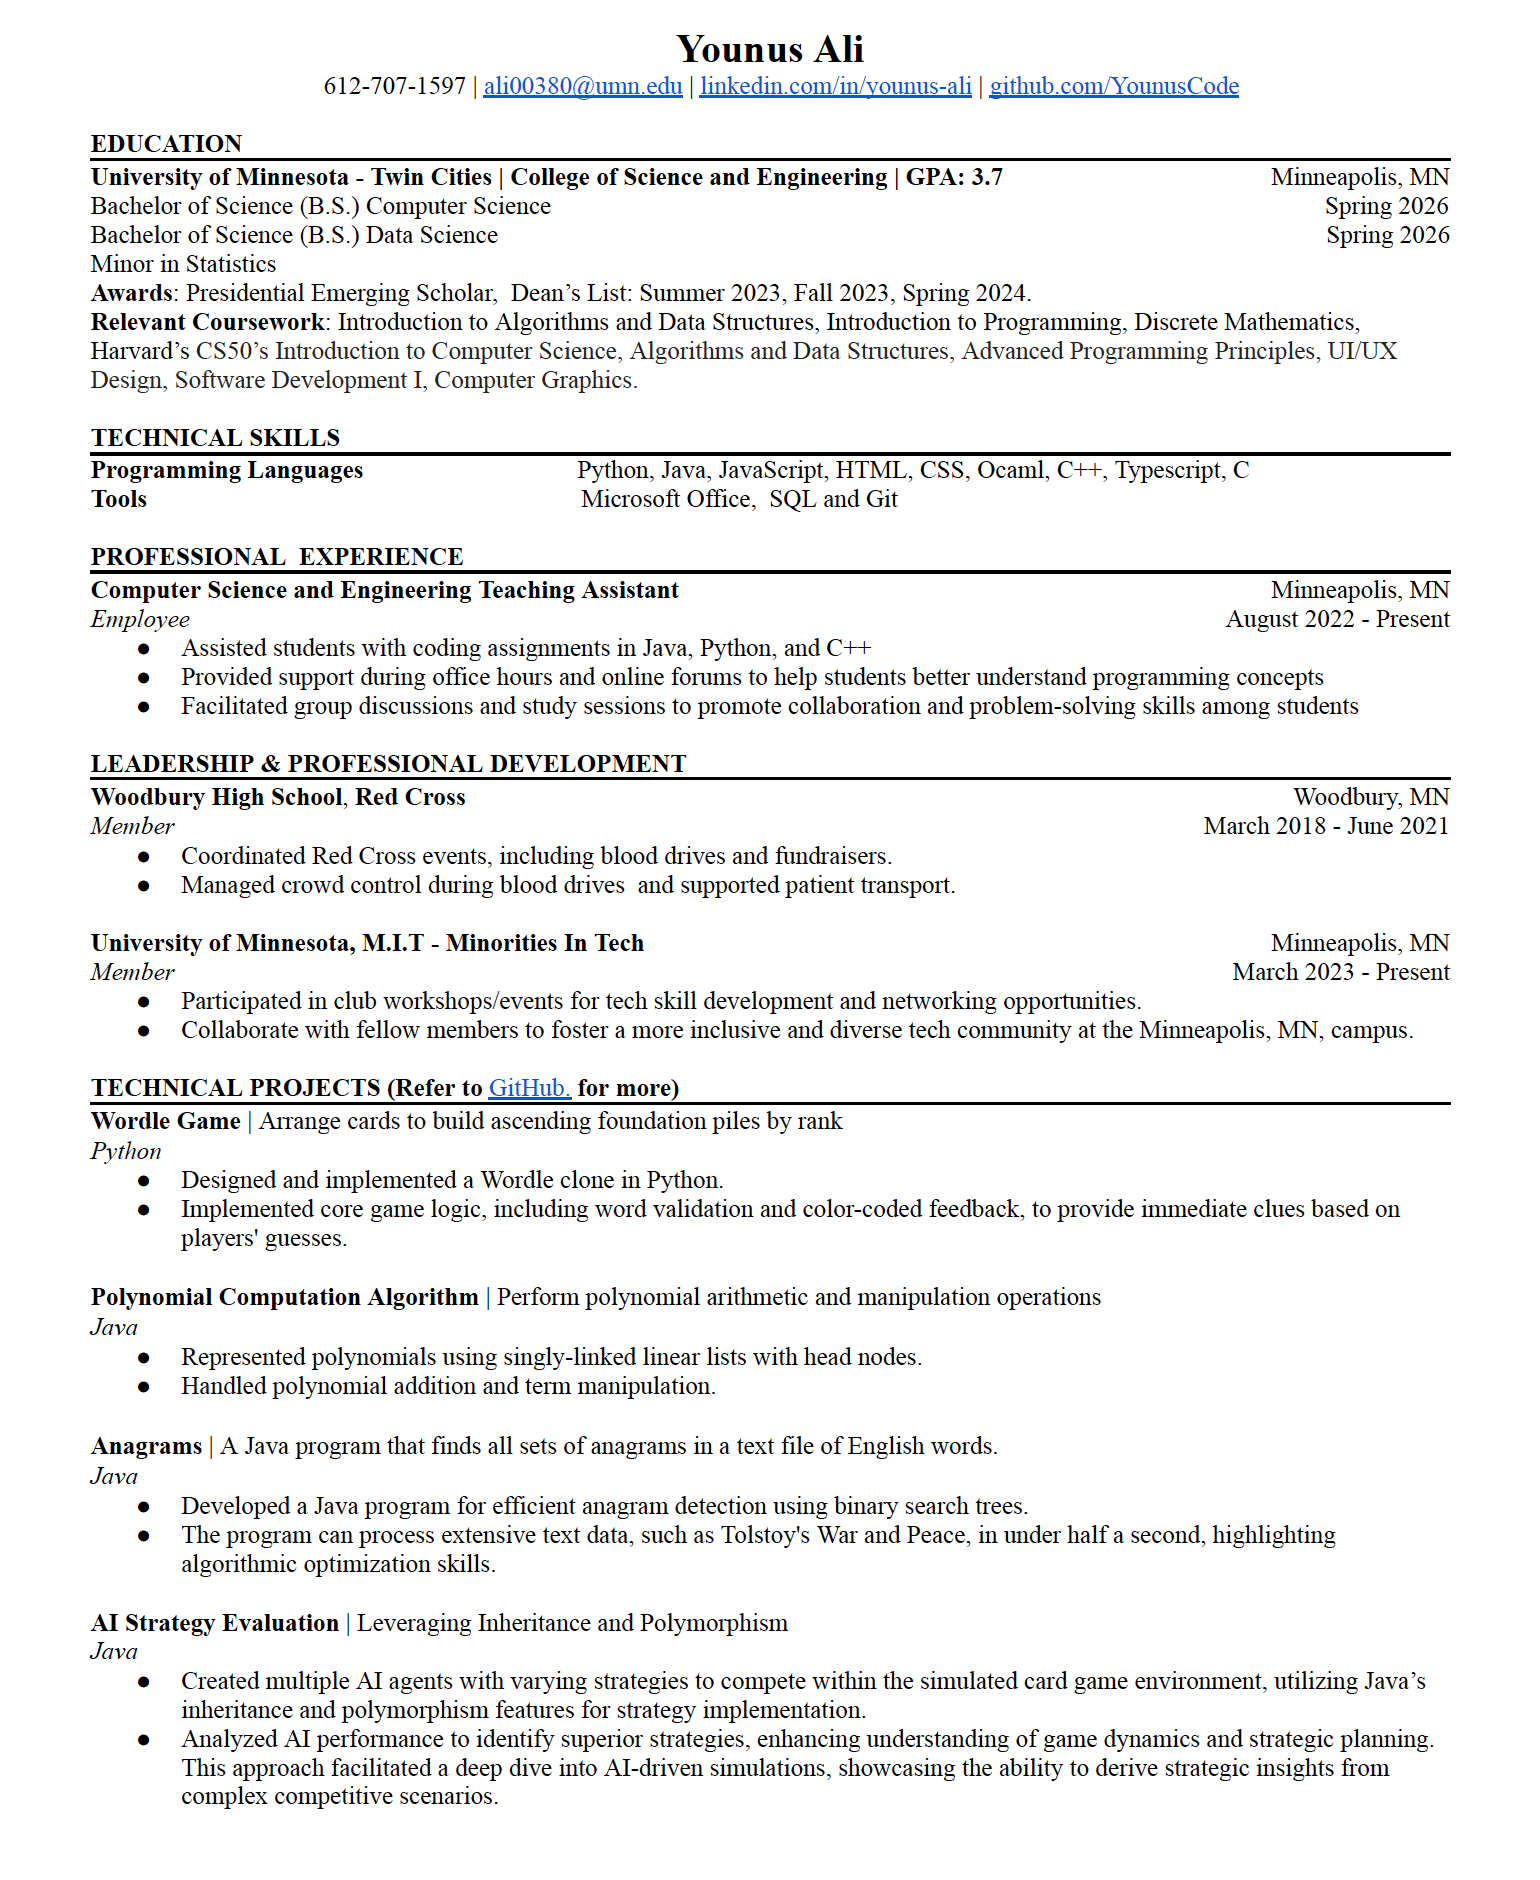 Younus Ali
612-707-1597 | ali00380@umn.edu | linkedin.com/in/younus-ali | github.com/YounusCode
EDUCATION
University of Minnesota - Twin Cities | College of Science and Engineering | GPA: 3.7 Minneapolis, MN
Bachelor of Science (B.S.) Computer Science Spring 2026
Bachelor of Science (B.S.) Data Science Spring 2026
Minor in Statistics
Awards: Presidential Emerging Scholar,  Dean’s List: Summer 2023, Fall 2023, Spring 2024.
Relevant Coursework: Introduction to Algorithms and Data Structures, Introduction to Programming, Discrete Mathematics,
Harvard’s CS50’s Introduction to Computer Science, Algorithms and Data Structures, Advanced Programming Principles, UI/UX
Design, Software Development I, Computer Graphics.
TECHNICAL SKILLS
Programming Languages Python, Java, JavaScript, HTML, CSS, Ocaml, C++, Typescript, C
Tools Microsoft Office,  SQL and Git
PROFESSIONAL  EXPERIENCE
Computer Science and Engineering Teaching Assistant Minneapolis, MN
Employee August 2022 - Present
● Assisted students with coding assignments in Java, Python, and C++
● Provided support during office hours and online forums to help students better understand programming concepts
● Facilitated group discussions and study sessions to promote collaboration and problem-solving skills among students
LEADERSHIP & PROFESSIONAL DEVELOPMENT
Woodbury High School, Red Cross Woodbury, MN
Member March 2018 - June 2021
● Coordinated Red Cross events, including blood drives and fundraisers.
● Managed crowd control during blood drives  and supported patient transport.
University of Minnesota, M.I.T - Minorities In Tech Minneapolis, MN
Member March 2023 - Present
● Participated in club workshops/events for tech skill development and networking opportunities.
● Collaborate with fellow members to foster a more inclusive and diverse tech community at the Minneapolis, MN, campus.
TECHNICAL PROJECTS (Refer to GitHub. for more)
Wordle Game | Arrange cards to build ascending foundation piles by rank
Python
● Designed and implemented a Wordle clone in Python.
● Implemented core game logic, including word validation and color-coded feedback, to provide immediate clues based on
players' guesses.
Polynomial Computation Algorithm | Perform polynomial arithmetic and manipulation operations
Java
● Represented polynomials using singly-linked linear lists with head nodes.
● Handled polynomial addition and term manipulation.
Anagrams | A Java program that finds all sets of anagrams in a text file of English words.
Java
● Developed a Java program for efficient anagram detection using binary search trees.
● The program can process extensive text data, such as Tolstoy's War and Peace, in under half a second, highlighting
algorithmic optimization skills.
AI Strategy Evaluation | Leveraging Inheritance and Polymorphism
Java
● Created multiple AI agents with varying strategies to compete within the simulated card game environment, utilizing Java’s
inheritance and polymorphism features for strategy implementation.
● Analyzed AI performance to identify superior strategies, enhancing understanding of game dynamics and strategic planning.
This approach facilitated a deep dive into AI-driven simulations, showcasing the ability to derive strategic insights from
complex competitive scenarios.